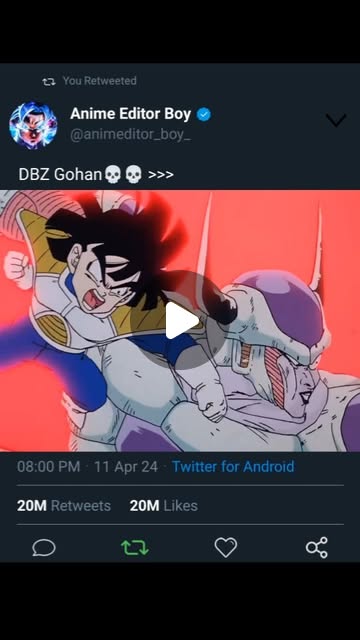 You Retweeted
Anime Editor Boy
@animeditor_boy_
DBZ Gohan💀💀 >>>
08:00 PM · 11 Apr 24 · Twitter for Android
20M Retweets 20M Likes